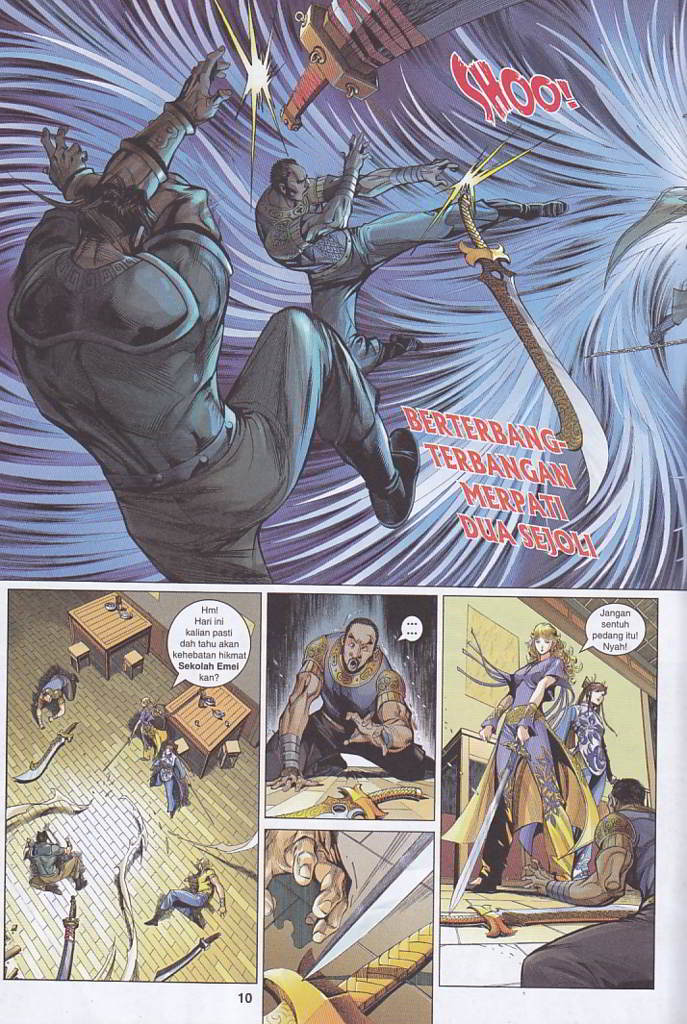 SHOO!
BERTERBANG-
TERBANGAN
MERPATI
DUA SEJOLI
Hm!
Hari ini
kalian pasti
dah tahu akan
kehebatan hikmat
Sekolah Emei
kan?
...
...
Jangan
sentuh
pedang itu!
Nyah!
10